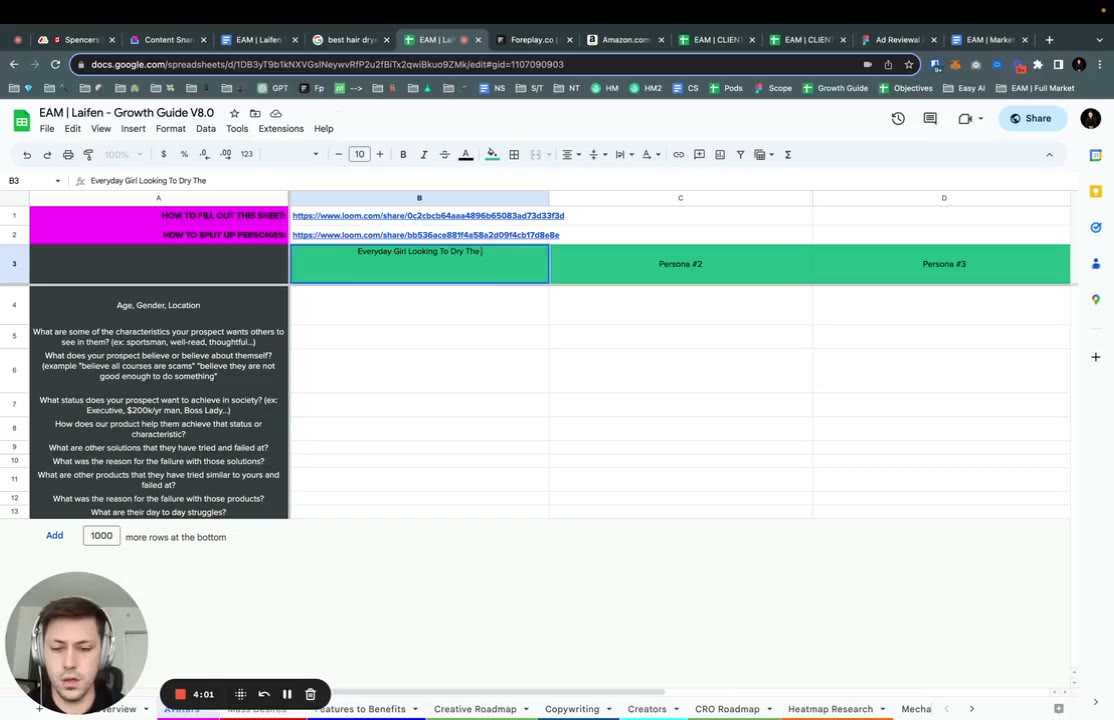 Spencers
Content Snar
EAM | Laifen
best hair drye
EAM | Laif
Foreplay.co |
Amazon.com.
EAM | CLIENT
EAM | CLIENT
Ad Reviewal
EAM | Market
docs.google.com/spreadsheets/d/1DB3yT9b1kNXVGslNeywvRfP2u2fBiTx2qwiBkuo9ZMk/edit#gid=1107090903
GPT
Fp
-->
NS
S/T
NT
HM
HM2
CS
Pods
Scope
Growth Guide
Objectives
Easy AI
EAM | Full Market
EAM | Laifen - Growth Guide V8.0
File Edit View Insert Format Data Tools Extensions Help
Share
100%
$ % .0 .00 123
10
B3
Everyday Girl Looking To Dry The
A B C D
1 HOW TO FILL OUT THIS SHEET: https://www.loom.com/share/0c2cbcb64aaa4896b65083ad73d33f3d
2 HOW TO SPLIT UP PERSONAS: https://www.loom.com/share/bb536ace881f4a58a2d09f4cb17d8e8e
3 Everyday Girl Looking To Dry The Persona #2 Persona #3
4 Age, Gender, Location
5 What are some of the characteristics your prospect wants others to
see in them? (ex: sportsman, well-read, thoughtful...)
6 What does your prospect believe or believe about themself?
(example "believe all courses are scams" "believe they are not
good enough to do something"
7 What status does your prospect want to achieve in society? (ex:
Executive, $200k/yr man, Boss Lady...)
8 How does our product help them achieve that status or
characteristic?
9 What are other solutions that they have tried and failed at?
10 What was the reason for the failure with those solutions?
11 What are other products that they have tried similar to yours and
failed at?
12 What was the reason for the failure with those products?
13 What are their day to day struggles?
Add 1000 more rows at the bottom
4:01
verview
Avatars
Mass Desires
Features to Benefits
Creative Roadmap
Copywriting
Creators
CRO Roadmap
Heatmap Research
Mecha